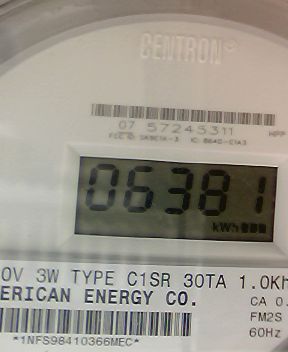 CENTRON®
07 57245311
06381
kWh
0V 3W TYPE C1SR 30TA 1.0Kh
ERICAN ENERGY CO.
CA 0.
FM2S
60Hz
*1NFS98410366MEC*